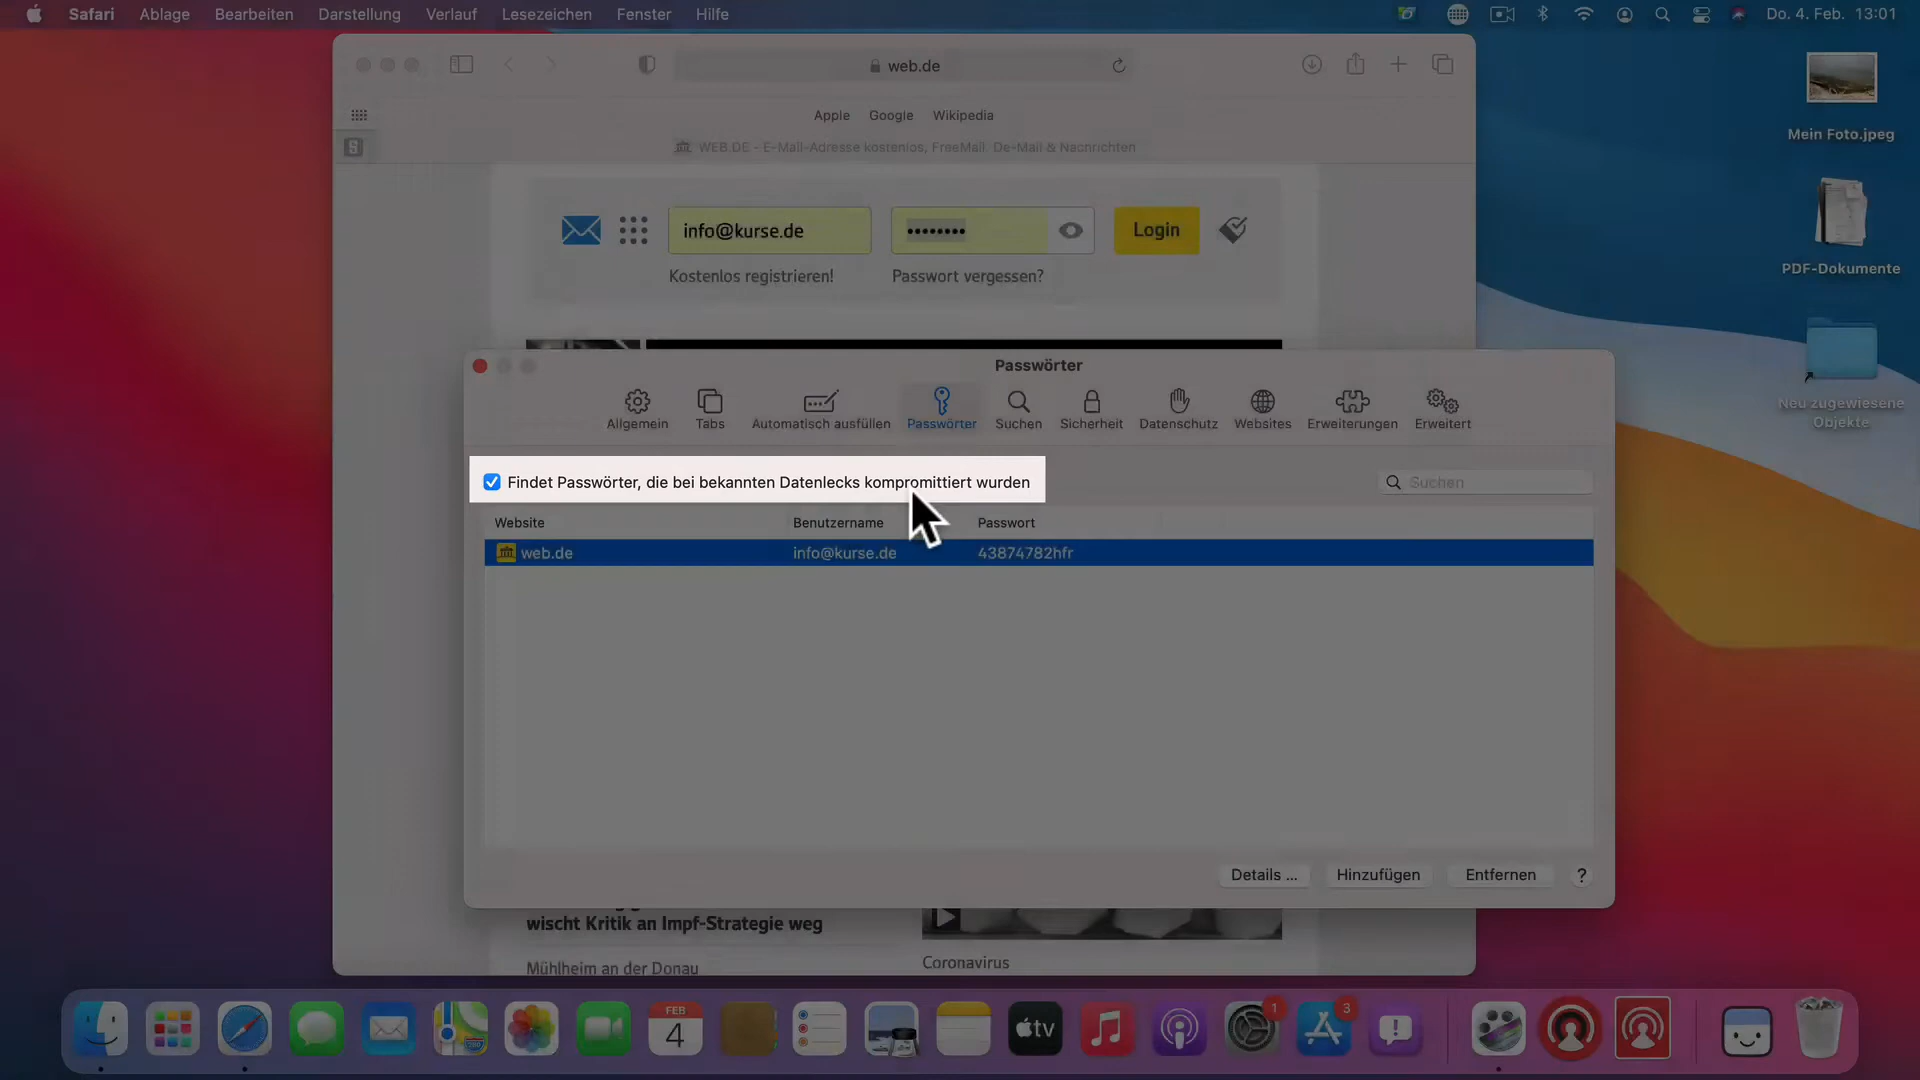 Safari Ablage Bearbeiten Darstellung Verlauf Lesezeichen Fenster Hilfe Do. 4. Feb. 13:01
web.de
Apple Google Wikipedia
S WEB.DE - E-Mail-Adresse kostenlos, FreeMail, De-Mail & Nachrichten
info@kurse.de •••••••• Login
Kostenlos registrieren! Passwort vergessen?
Mein Foto.jpeg
PDF-Dokumente
Neu zugewiesene
Objekte
Passwörter
Allgemein Tabs Automatisch ausfüllen Passwörter Suchen Sicherheit Datenschutz Websites Erweiterungen Erweitert
Findet Passwörter, die bei bekannten Datenlecks kompromittiert wurden Suchen
Website Benutzername Passwort
web.de info@kurse.de 43874782hfr
Details ... Hinzufügen Entfernen ?
wischt Kritik an Impf-Strategie weg
Mühlheim an der Donau
Coronavirus
FEB
4
tv
1
3